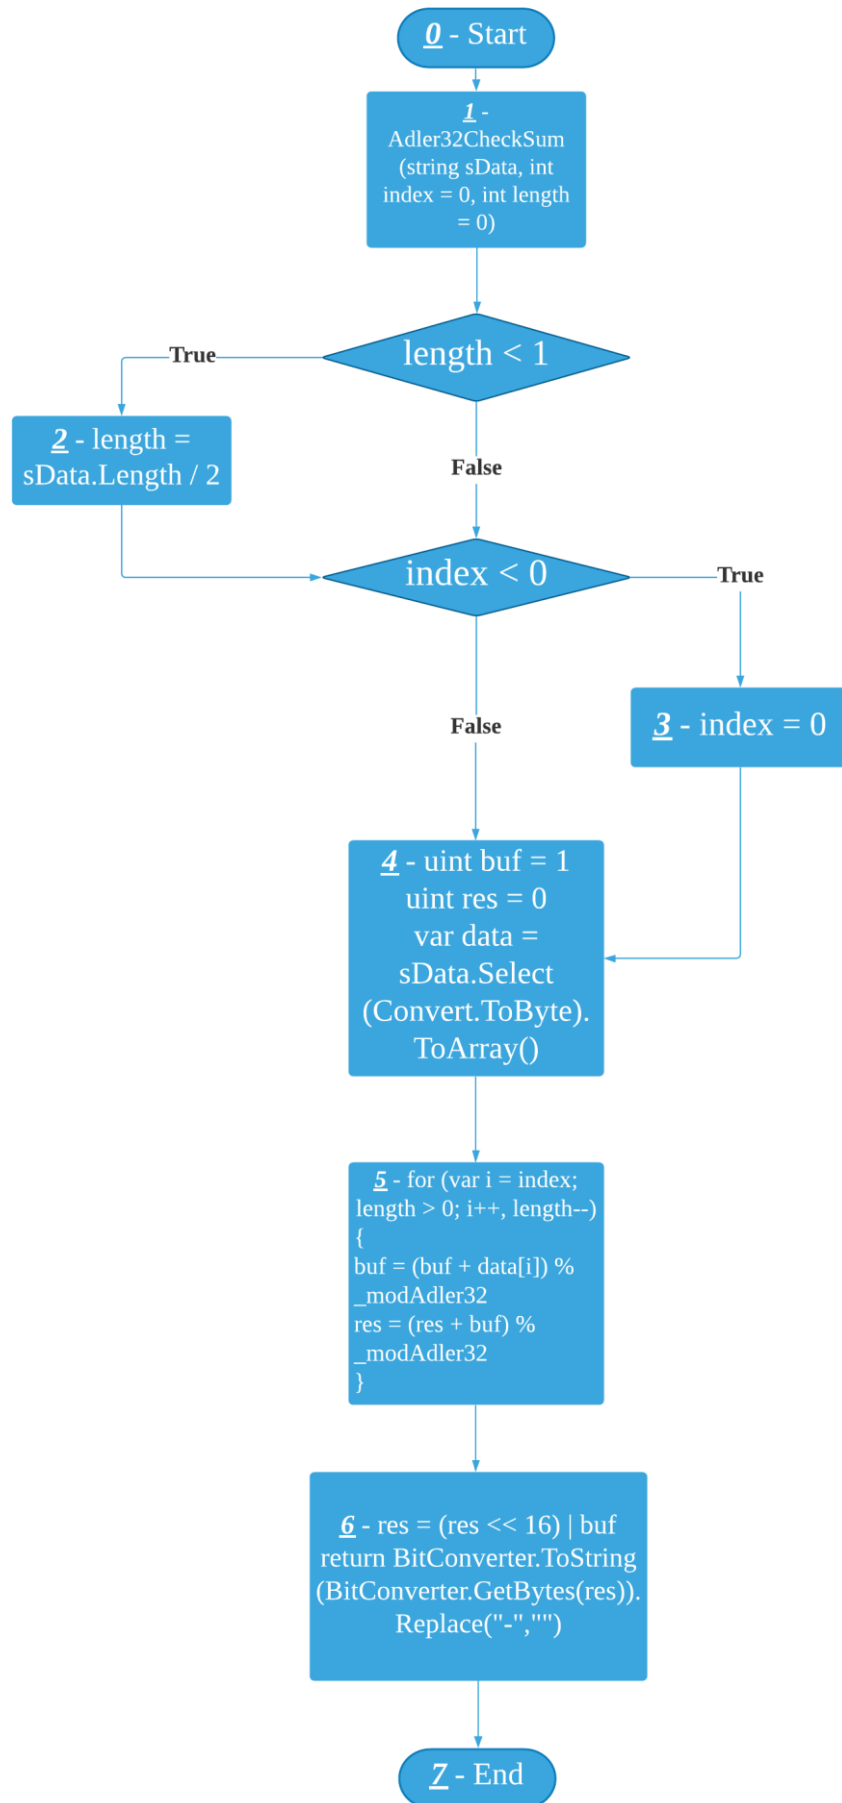 0 - Start
1 -
Adler32CheckSum
(string sData, int
index = 0, int length
= 0)
length < 1
True
2 - length =
sData.Length / 2
False
index < 0
True
3 - index = 0
False
4 - uint buf = 1
uint res = 0
var data =
sData.Select
(Convert.ToByte).
ToArray()
5 - for (var i = index;
length > 0; i++, length--)
{
buf = (buf + data[i]) %
_modAdler32
res = (res + buf) %
_modAdler32
}
6 - res = (res << 16) | buf
return BitConverter.ToString
(BitConverter.GetBytes(res)).
Replace("-","")
7 - End